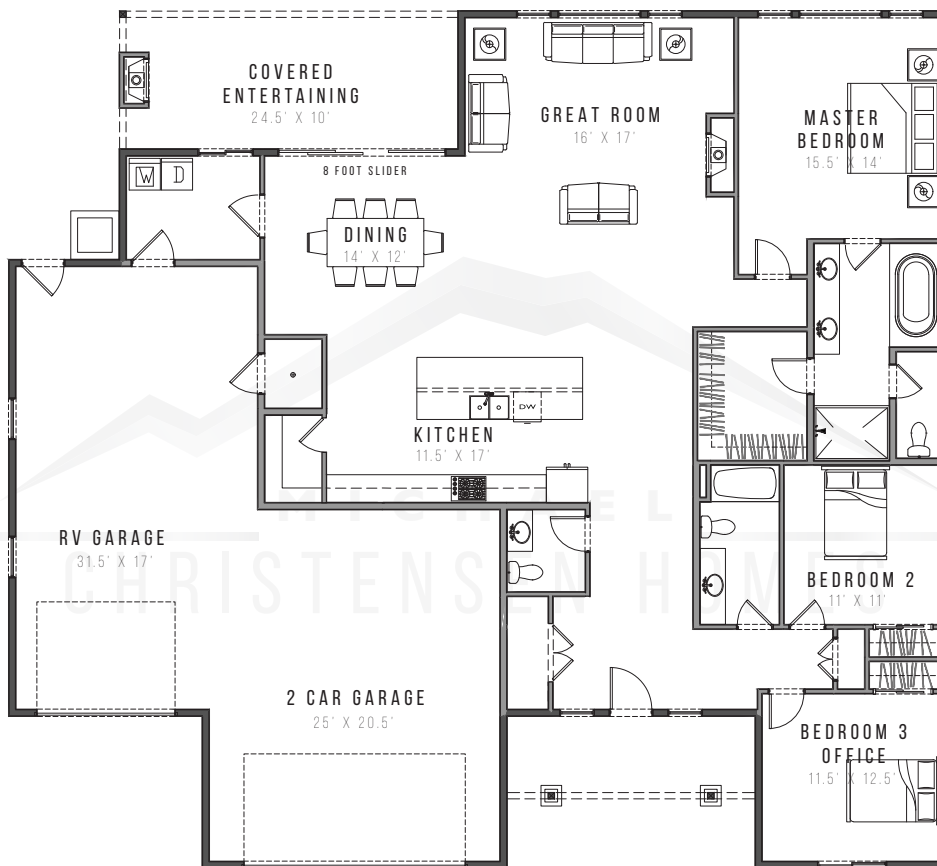 COVERED
ENTERTAINING
24.5' X 10'
GREAT ROOM
16' X 17'
MASTER
BEDROOM
15.5' X 14'
8 FOOT SLIDER
W D
DINING
14' X 12'
DW
KITCHEN
11.5' X 17'
MICHAEL
CHRISTENSEN HOMES
RV GARAGE
31.5' X 17'
BEDROOM 2
11' X 11'
2 CAR GARAGE
25' X 20.5'
BEDROOM 3
OFFICE
11.5' X 12.5'